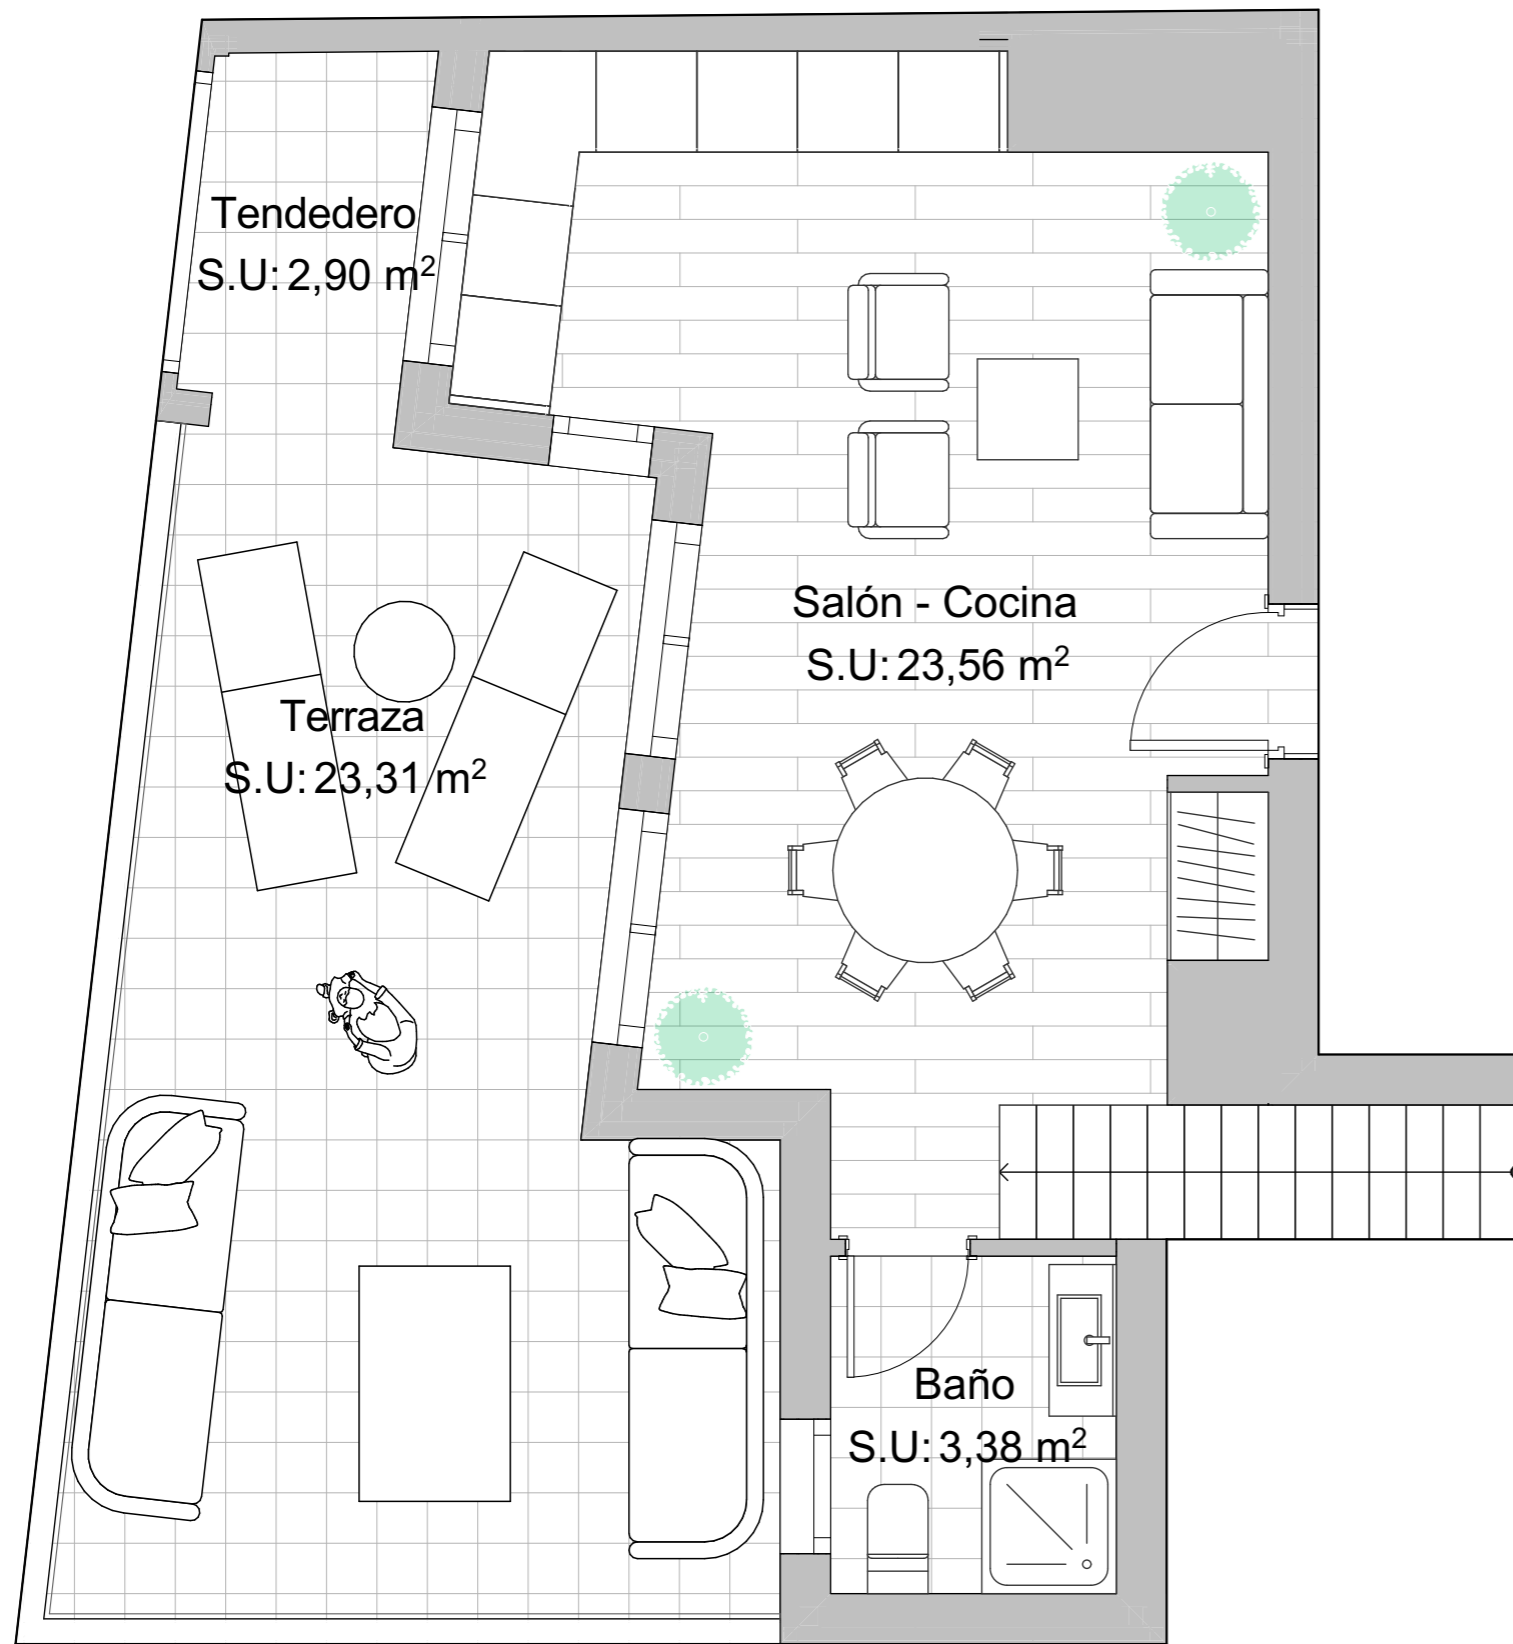 Tendedero
S.U: 2,90 m²
Salón - Cocina
S.U: 23,56 m²
Terraza
S.U: 23,31 m²
Baño
S.U: 3,38 m²